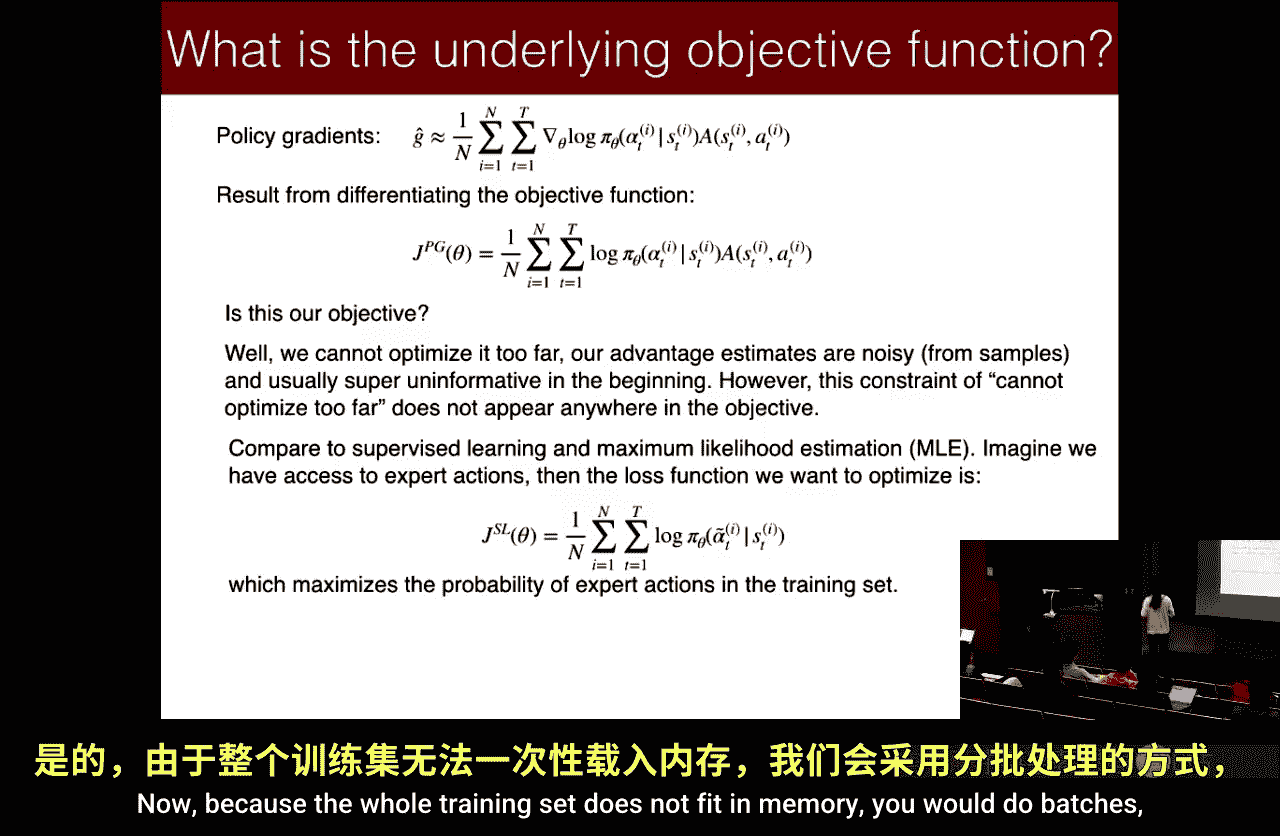 What is the underlying objective function?
Policy gradients: ĝ ≈ 1/N ∑_{i=1}^{N} ∑_{t=1}^{T} ∇_θ log π_θ(α_t^{(i)} | s_t^{(i)}) A(s_t^{(i)}, a_t^{(i)})
Result from differentiating the objective function:
J^{PG}(θ) = 1/N ∑_{i=1}^{N} ∑_{t=1}^{T} log π_θ(α_t^{(i)} | s_t^{(i)}) A(s_t^{(i)}, a_t^{(i)})
Is this our objective?
Well, we cannot optimize it too far, our advantage estimates are noisy (from samples)
and usually super uninformative in the beginning. However, this constraint of “cannot
optimize too far” does not appear anywhere in the objective.
Compare to supervised learning and maximum likelihood estimation (MLE). Imagine we
have access to expert actions, then the loss function we want to optimize is:
J^{SL}(θ) = 1/N ∑_{i=1}^{N} ∑_{t=1}^{T} log π_θ(α̃_t^{(i)} | s_t^{(i)})
which maximizes the probability of expert actions in the training set.
是的，由于整个训练集无法一次性载入内存，我们会采用分批处理的方式，
Now, because the whole training set does not fit in memory, you would do batches,